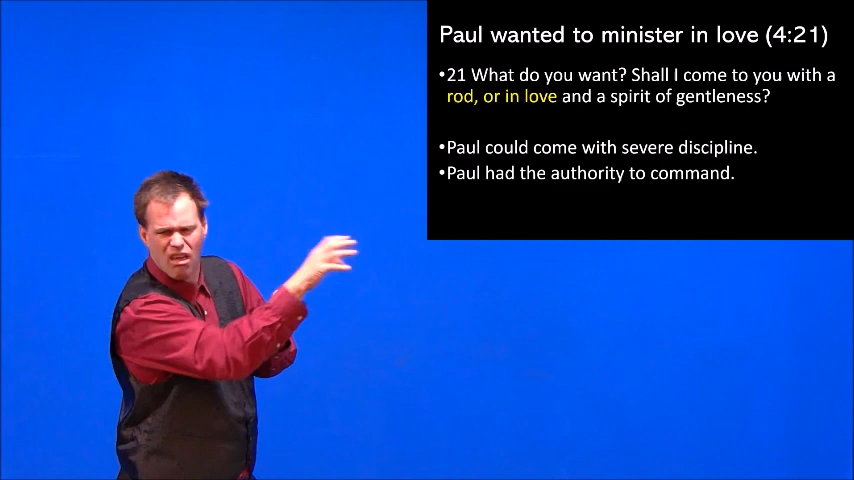 Paul wanted to minister in love (4:21)
•21 What do you want? Shall I come to you with a
rod, or in love and a spirit of gentleness?
•Paul could come with severe discipline.
•Paul had the authority to command.